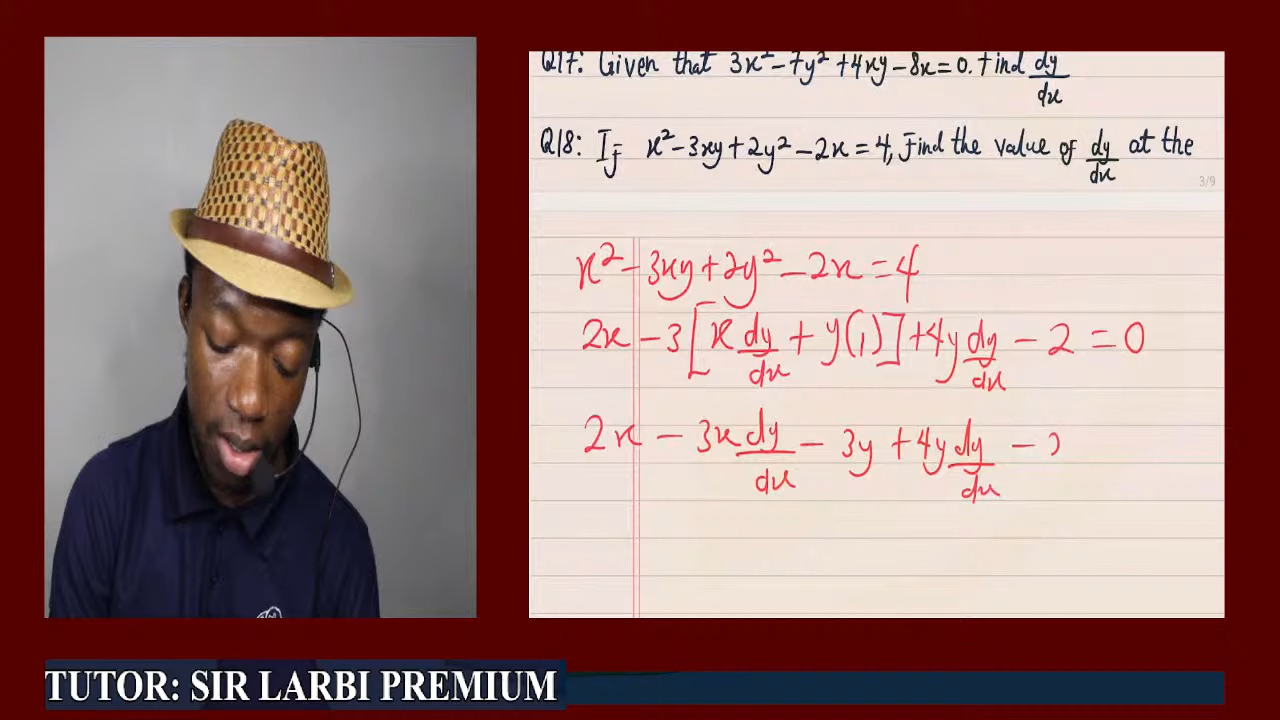 Q17: Given that 3x² - 7y² + 4xy - 8x = 0. Find dy/dx
Q18: If x² - 3xy + 2y² - 2x = 4, Find the value of dy/dx at the
3/9
x² - 3xy + 2y² - 2x = 4
2x - 3[x dy/dx + y(1)] + 4y dy/dx - 2 = 0
2x - 3x dy/dx - 3y + 4y dy/dx -
TUTOR: SIR LARBI PREMIUM